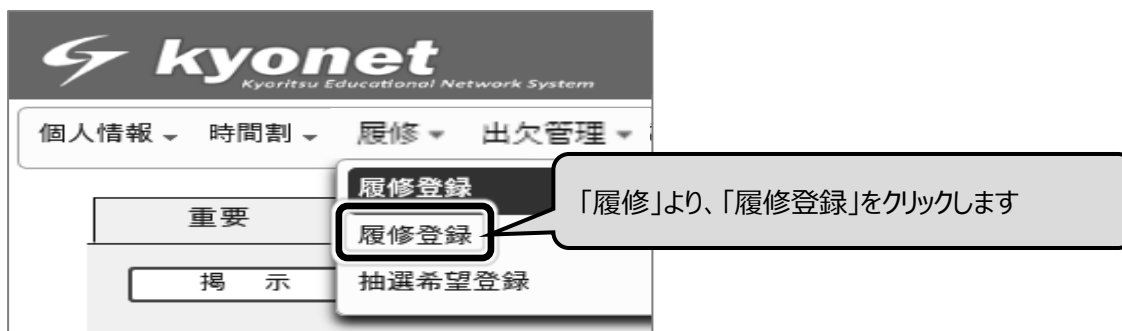 kyonet
Kyoritsu Educational Network System
個人情報 時間割 履修 出欠管理
履修登録
「履修」より、「履修登録」をクリックします
重要
履修登録
掲 示
抽選希望登録